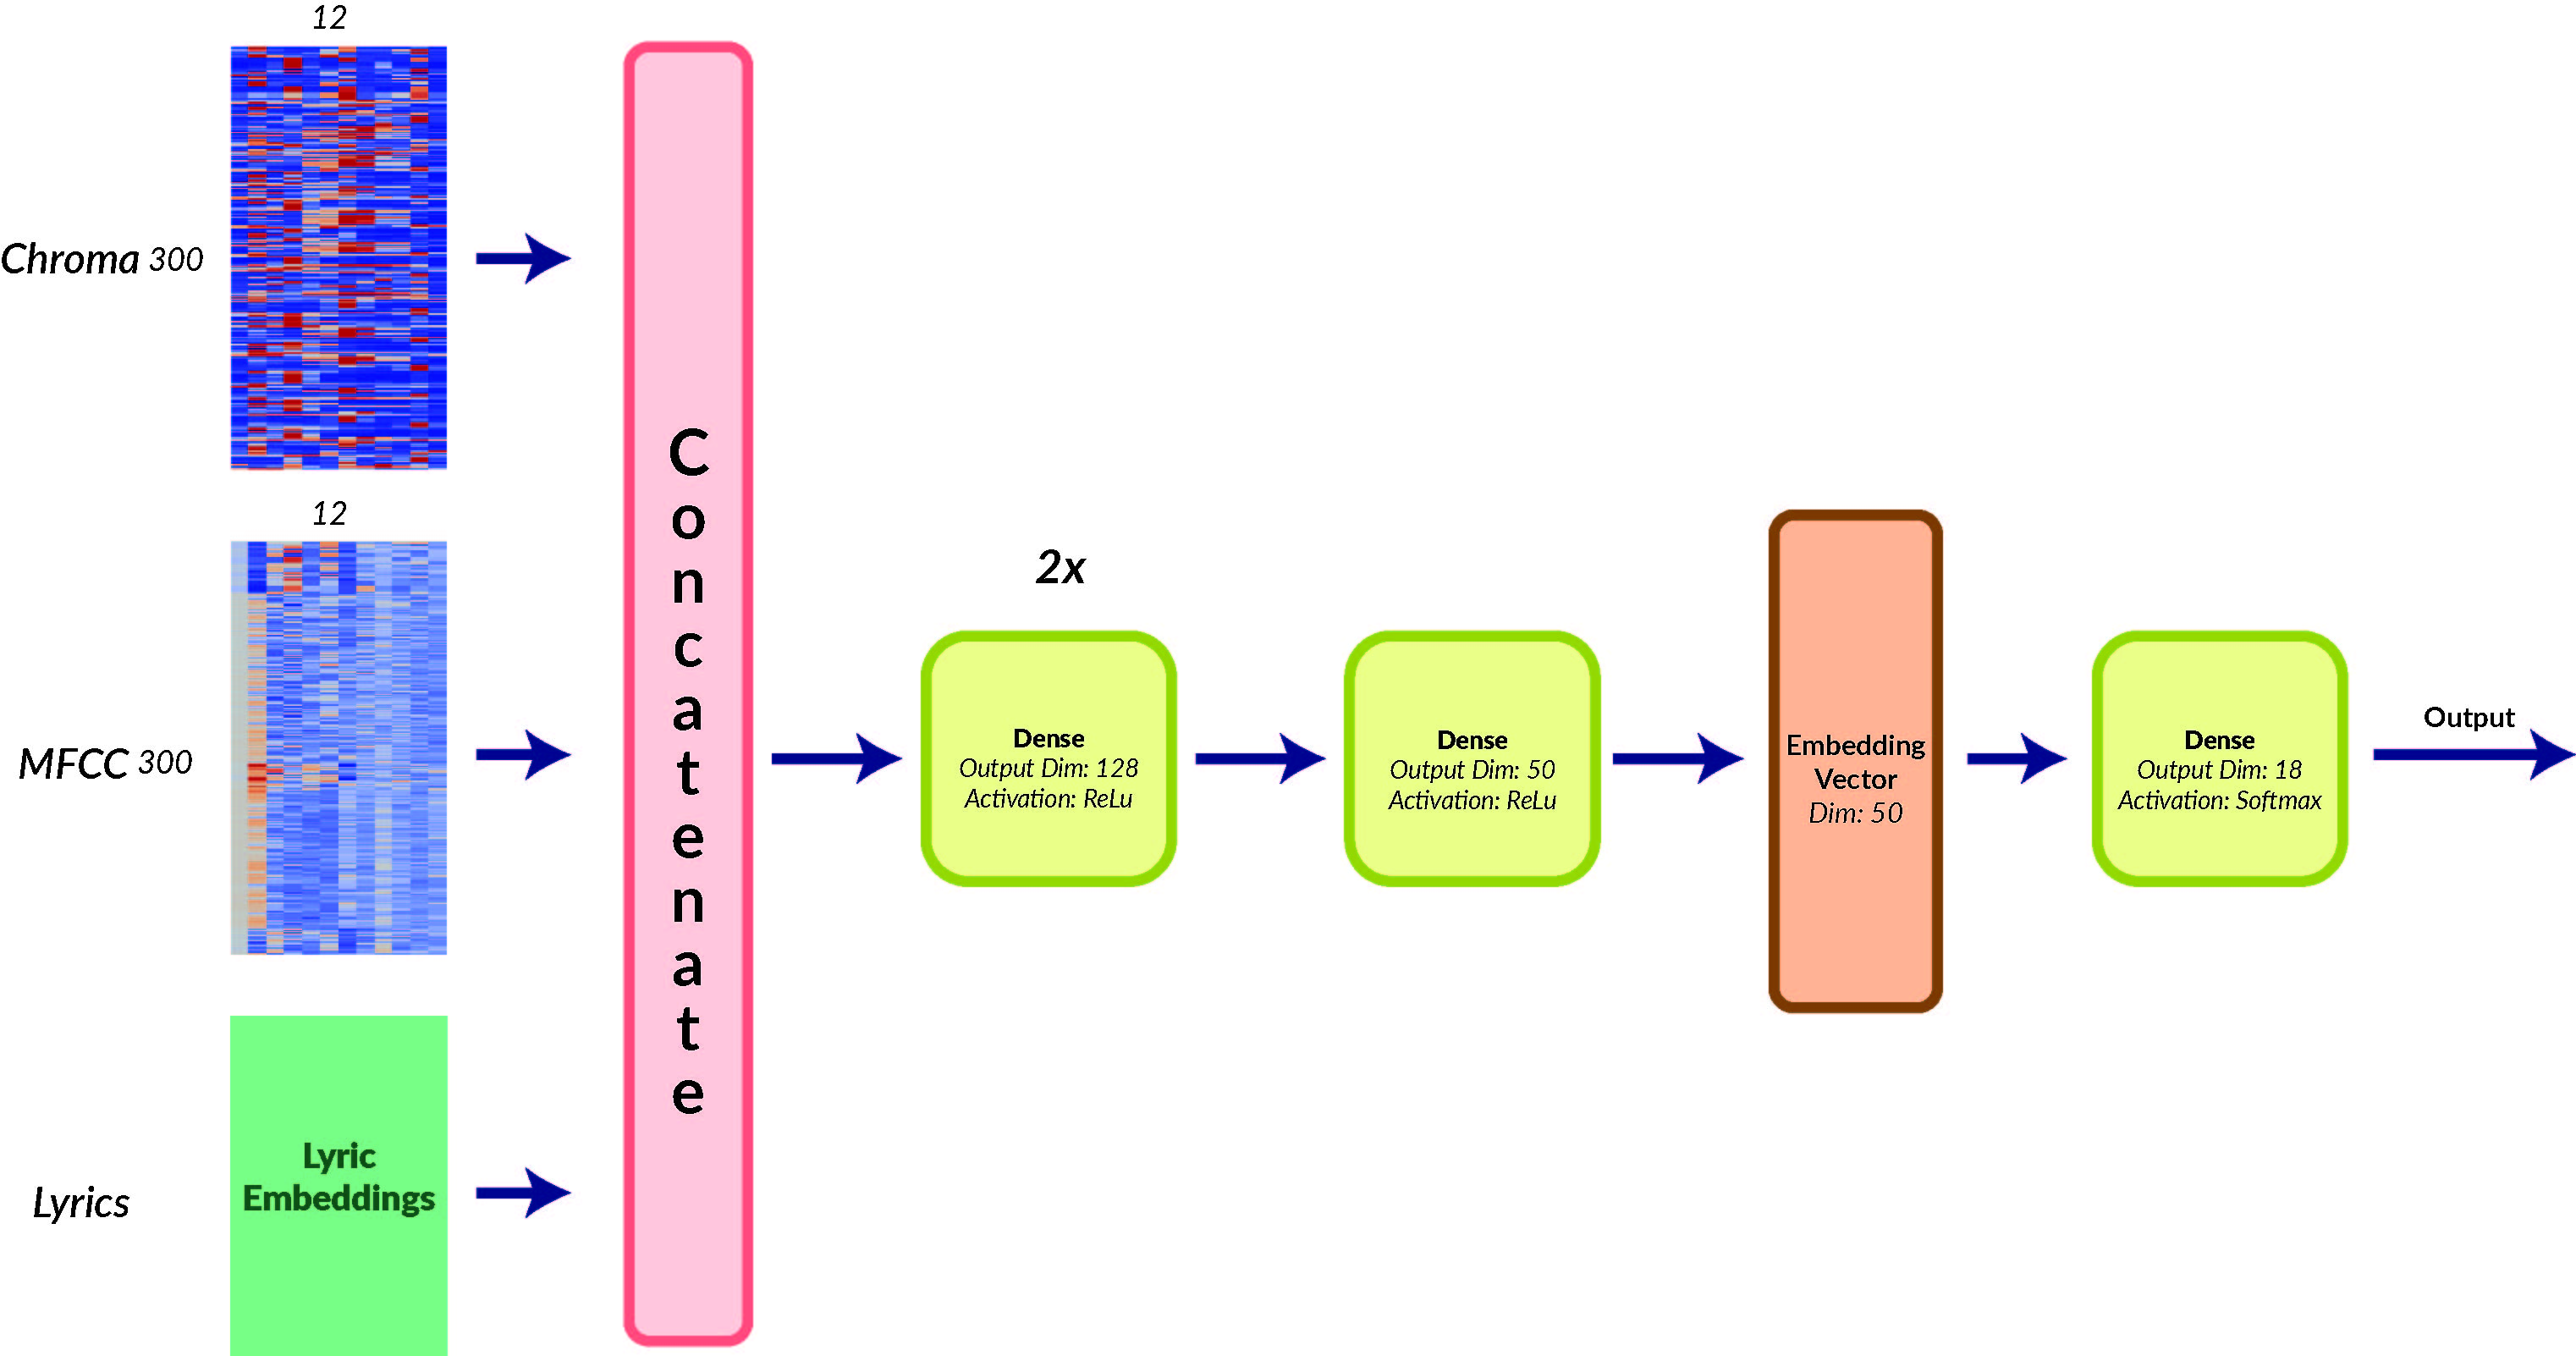 12
Chroma 300
12
MFCC 300
Lyrics
Lyric
Embeddings
Concatenate
2x
Dense
Output Dim: 128
Activation: ReLu
Dense
Output Dim: 50
Activation: ReLu
Embedding
Vector
Dim: 50
Dense
Output Dim: 18
Activation: Softmax
Output